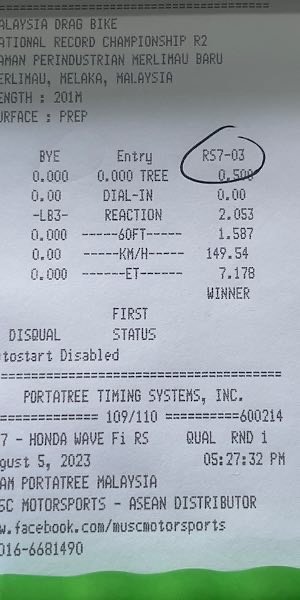 ALAYSIA DRAG BIKE
ATIONAL RECORD CHAMPIONSHIP R2
AMAN PERINDUSTRIAN MERLIMAU BARU
ERLIMAU, MELAKA, MALAYSIA
ENGTH : 201M
URFACE : PREP
BYE Entry RS7-03
0.000 0.000 TREE 0.500
0.00 DIAL-IN 0.00
-LB3- REACTION 2.053
0.000 -----60FT------ 1.587
0.00 -----KM/H------ 149.54
0.000 ------ET------- 7.178
WINNER
FIRST
DISQUAL STATUS
tostart Disabled
PORTATREE TIMING SYSTEMS, INC.
============ 109/110 ==========600214
7 - HONDA WAVE Fi RS QUAL RND 1
gust 5, 2023 05:27:32 PM
AM PORTATREE MALAYSIA
SC MOTORSPORTS - ASEAN DISTRIBUTOR
w.facebook.com/muscmotorsports
016-6681490